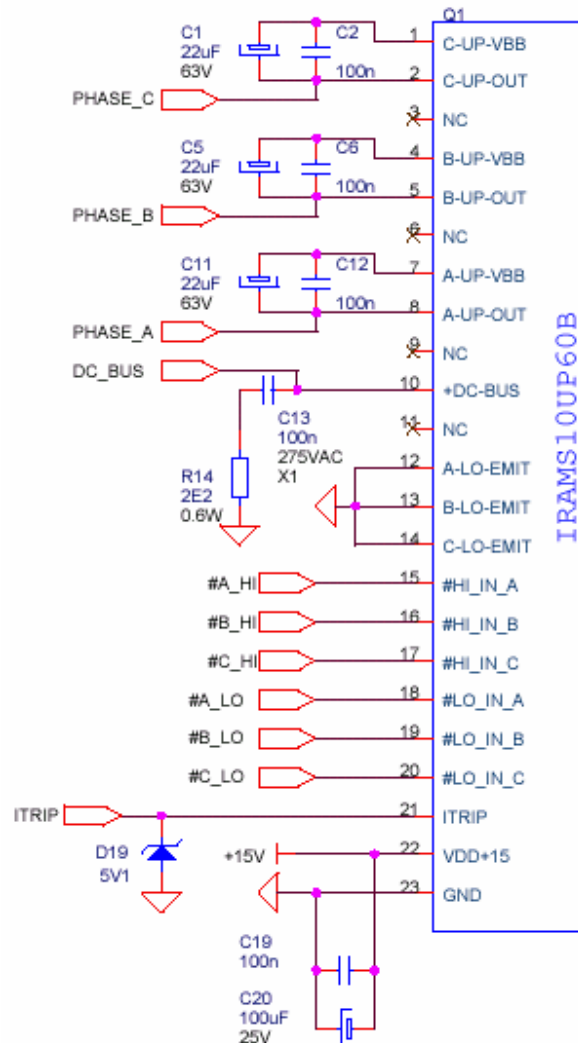 Q1
C1
22uF
63V
C2
100n
1
C-UP-VBB
2
C-UP-OUT
PHASE_C
3
NC
C5
22uF
63V
C6
100n
4
B-UP-VBB
5
B-UP-OUT
PHASE_B
6
NC
C11
22uF
63V
C12
100n
7
A-UP-VBB
8
A-UP-OUT
PHASE_A
9
NC
DC_BUS
10
+DC-BUS
C13
100n
275VAC
X1
11
NC
R14
2E2
0.6W
12
A-LO-EMIT
13
B-LO-EMIT
14
C-LO-EMIT
IRAMS10UP60B
#A_HI
15
#HI_IN_A
#B_HI
16
#HI_IN_B
#C_HI
17
#HI_IN_C
#A_LO
18
#LO_IN_A
#B_LO
19
#LO_IN_B
#C_LO
20
#LO_IN_C
ITRIP
21
ITRIP
D19
5V1
+15V
22
VDD+15
23
GND
C19
100n
C20
100uF
25V